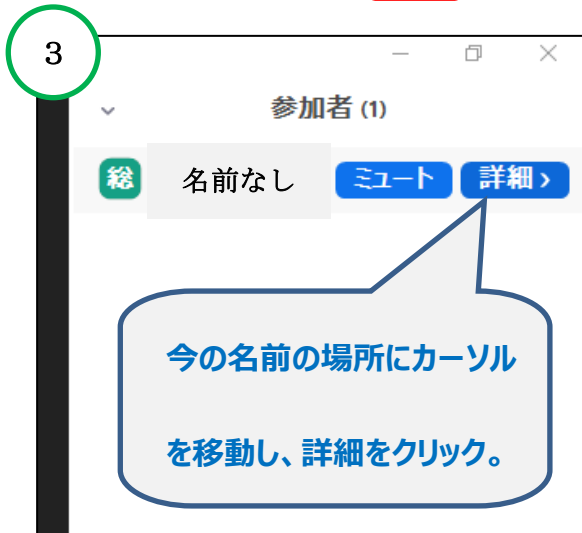 3
参加者 (1)
総 名前なし ミュート 詳細 ›
今の名前の場所にカーソル
を移動し、詳細をクリック。